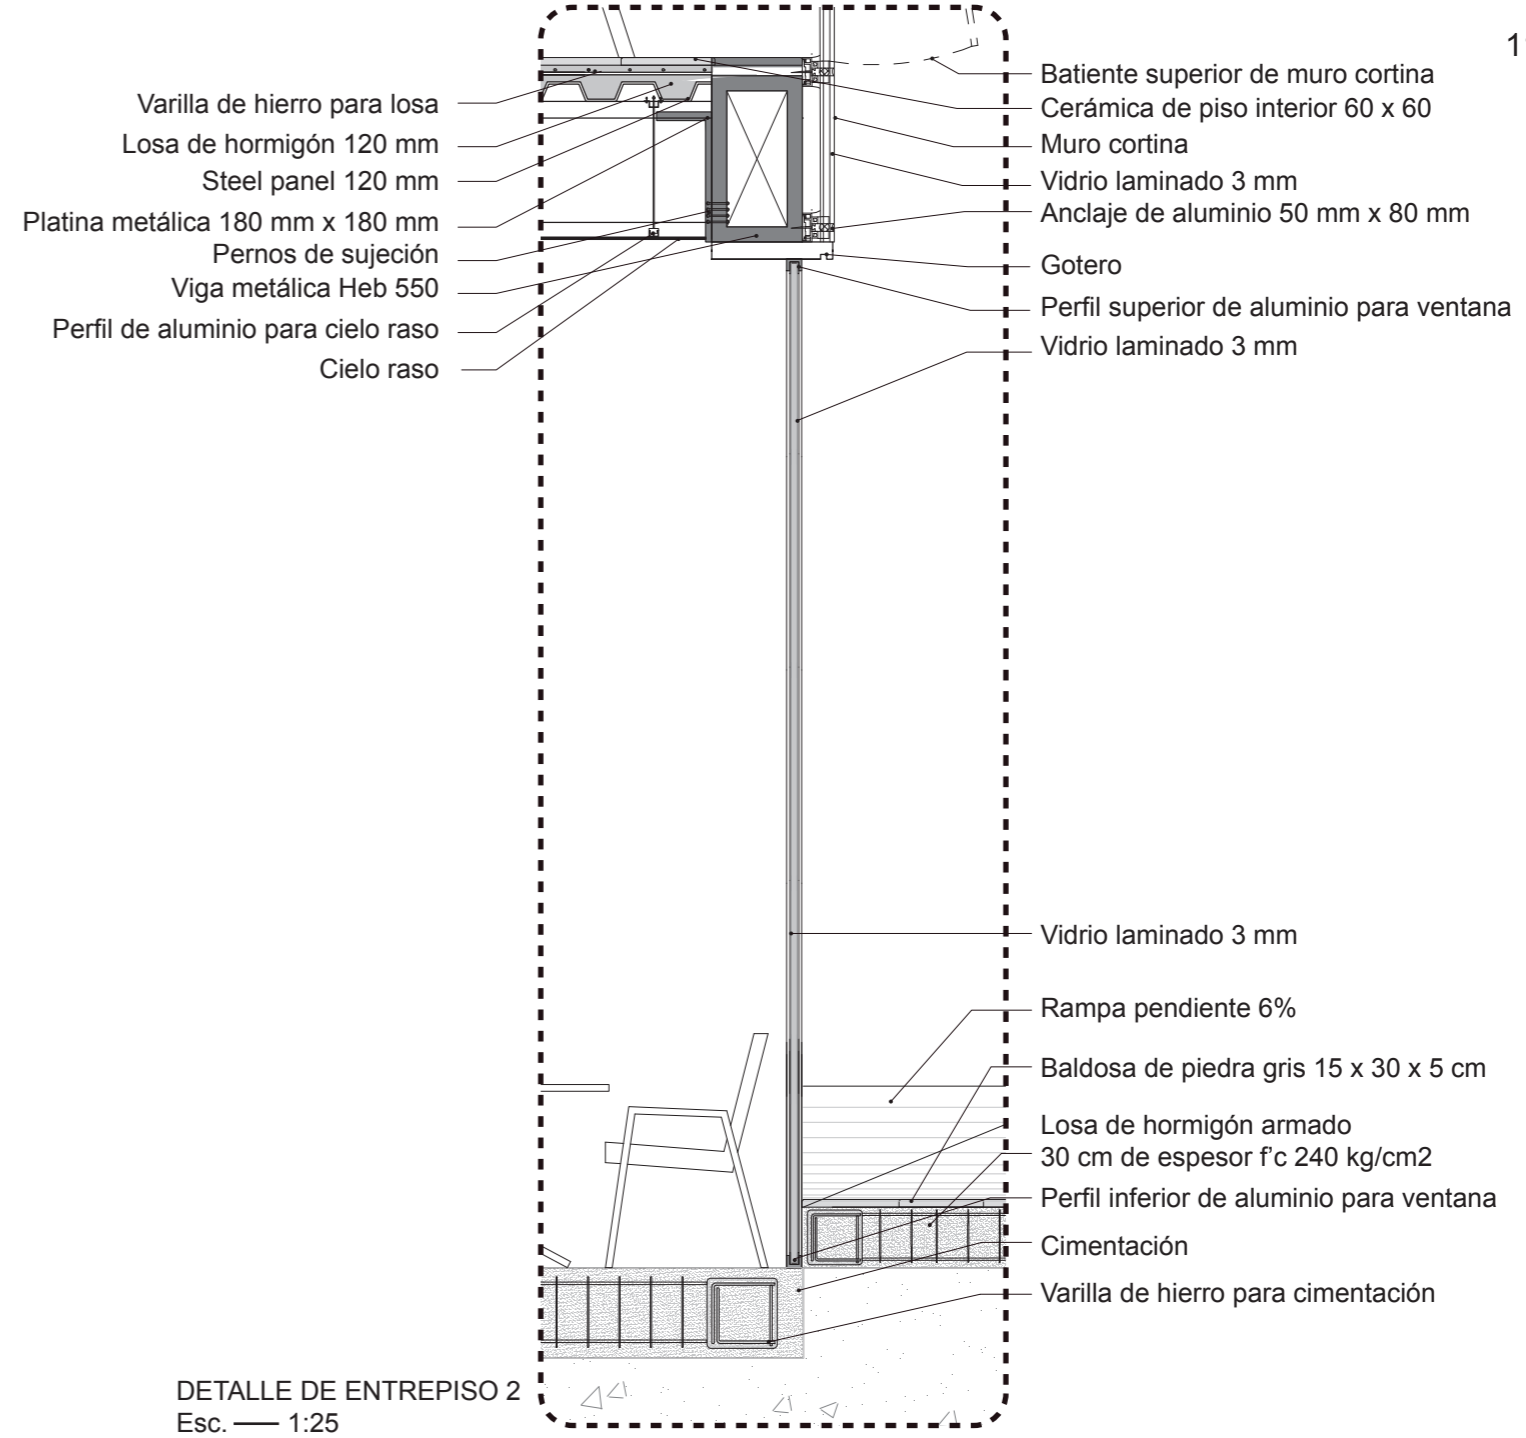 1
Varilla de hierro para losa
Losa de hormigón 120 mm
Steel panel 120 mm
Platina metálica 180 mm x 180 mm
Pernos de sujeción
Viga metálica Heb 550
Perfil de aluminio para cielo raso
Cielo raso
Batiente superior de muro cortina
Cerámica de piso interior 60 x 60
Muro cortina
Vidrio laminado 3 mm
Anclaje de aluminio 50 mm x 80 mm
Gotero
Perfil superior de aluminio para ventana
Vidrio laminado 3 mm
Vidrio laminado 3 mm
Rampa pendiente 6%
Baldosa de piedra gris 15 x 30 x 5 cm
Losa de hormigón armado
30 cm de espesor f’c 240 kg/cm2
Perfil inferior de aluminio para ventana
Cimentación
Varilla de hierro para cimentación
DETALLE DE ENTREPISO 2
Esc. — 1:25